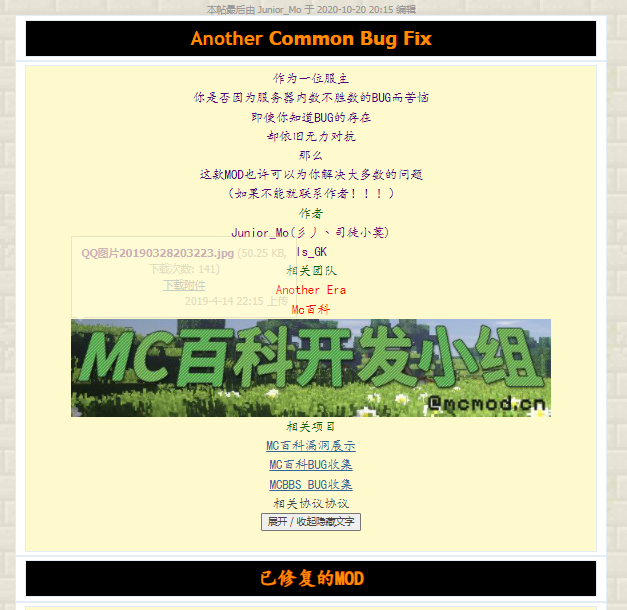 本帖最后由 Junior_Mo 于 2020-10-20 20:15 编辑
Another Common Bug Fix
作为一位服主
你是否因为服务器内数不胜数的BUG而苦恼
即使你知道BUG的存在
却依旧无力对抗
那么
这款MOD也许可以为你解决大多数的问题
（如果不能就联系作者！！！）
作者
Junior_Mo(彡丿丶司徒小莫)
ls_GK
QQ图片20190328203223.jpg (50.25 KB,
下载次数: 141)
下载附件
2019-4-14 22:15 上传
相关团队
Another Era
Mc百科
MC百科开发小组
@mcmod.cn
相关项目
MC百科漏洞展示
MC百科BUG收集
MCBBS BUG收集
相关协议协议
展开 / 收起隐藏文字
已修复的MOD